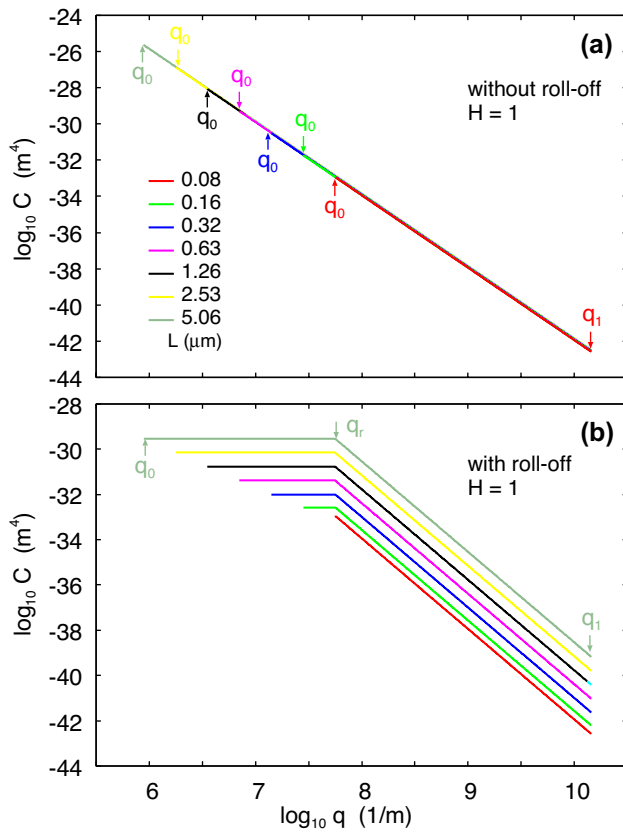 -24
-26
-28
-30
-32
-34
-36
-38
-40
-42
-44
log₁₀ C (m⁴)
(a)
without roll-off
H = 1
q₀
q₀
q₀
q₀
q₀
q₀
q₀
q₁
0.08
0.16
0.32
0.63
1.26
2.53
5.06
L (μm)
-28
-30
-32
-34
-36
-38
-40
-42
-44
log₁₀ C (m⁴)
(b)
with roll-off
H = 1
q₀
qᵣ
q₁
6 7 8 9 10
log₁₀ q (1/m)